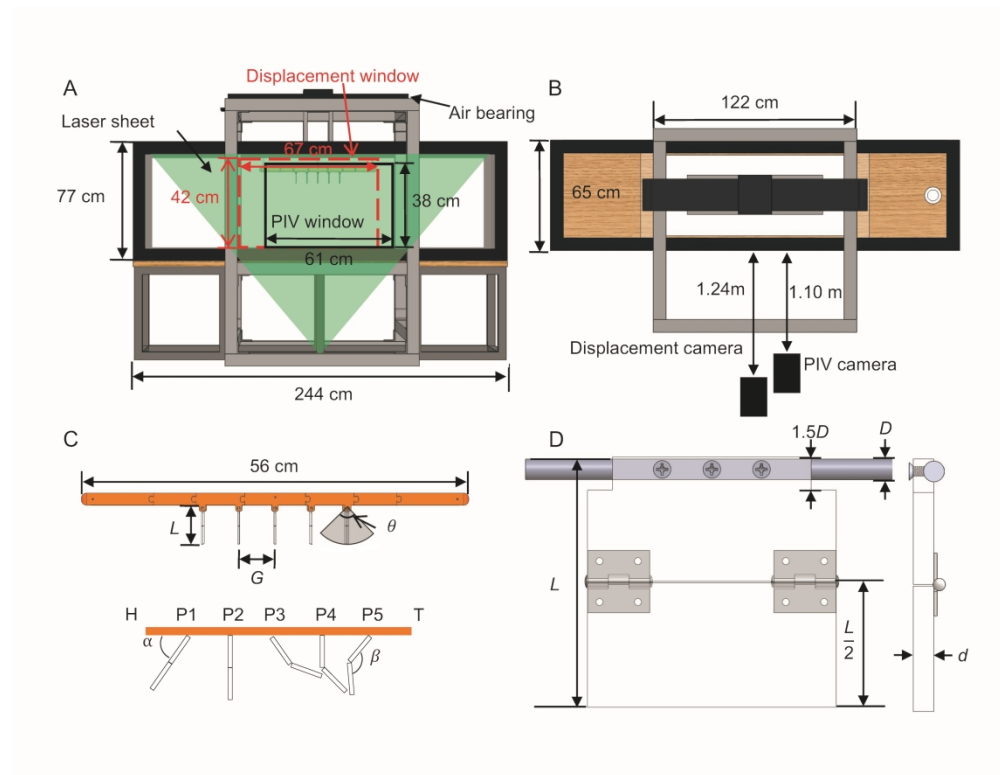 A
Displacement window
Air bearing
Laser sheet
67 cm
77 cm
42 cm
38 cm
PIV window
61 cm
244 cm
B
122 cm
65 cm
1.24m
1.10 m
Displacement camera
PIV camera
C
56 cm
L
θ
G
H P1 P2 P3 P4 P5 T
α
β
D
1.5D
D
L
L
2
d